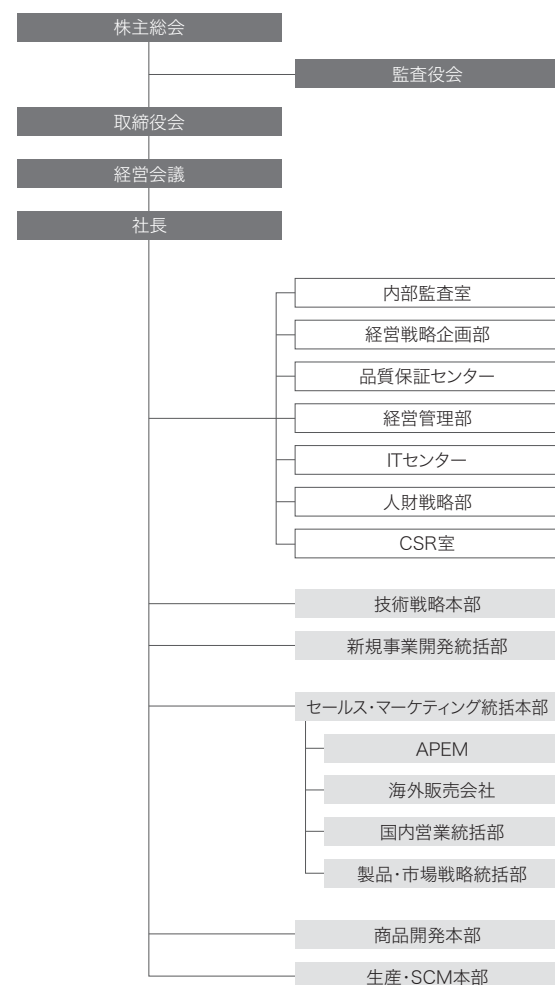 株主総会
監査役会
取締役会
経営会議
社長
内部監査室
経営戦略企画部
品質保証センター
経営管理部
ITセンター
人財戦略部
CSR室
技術戦略本部
新規事業開発統括部
セールス・マーケティング統括本部
APEM
海外販売会社
国内営業統括部
製品・市場戦略統括部
商品開発本部
生産・SCM本部